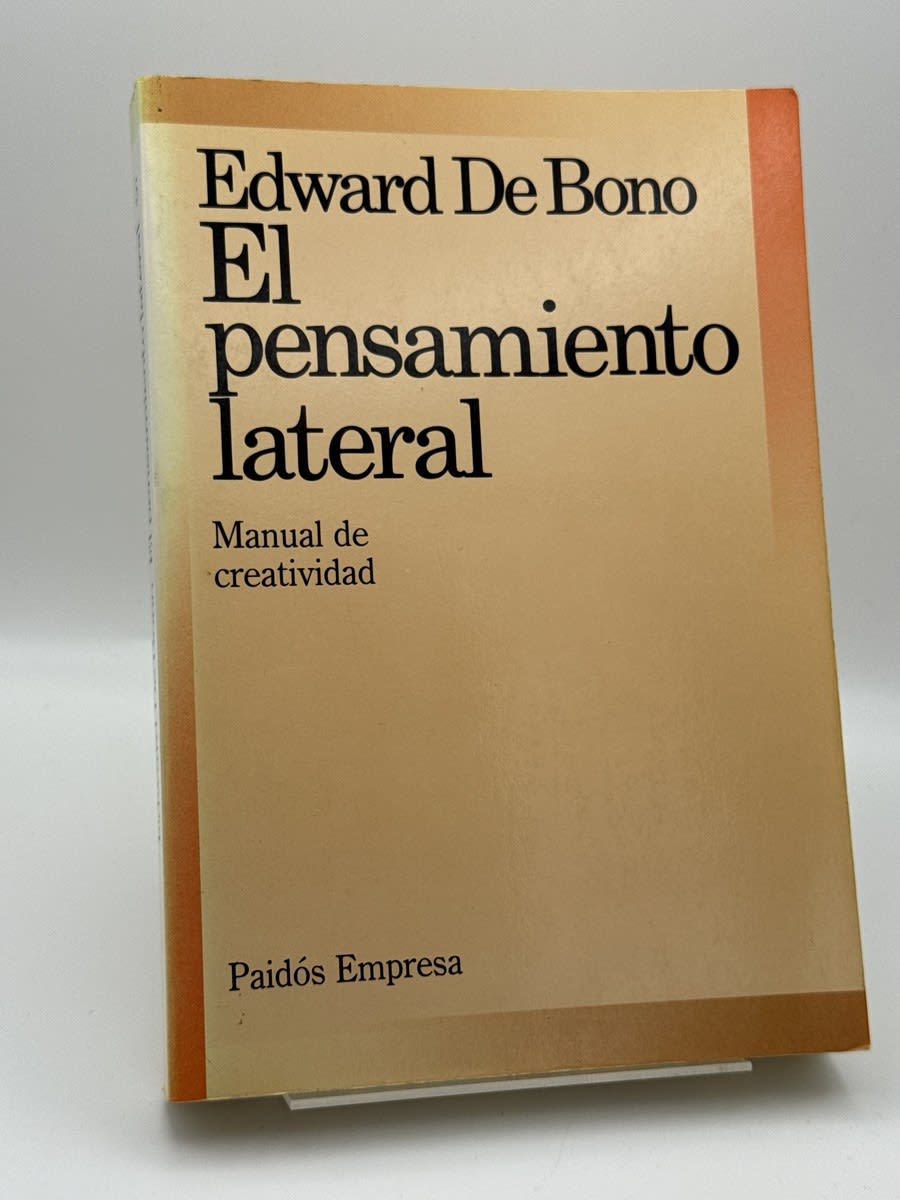 Edward De Bono
El
pensamiento
lateral
Manual de
creatividad
Paidós Empresa